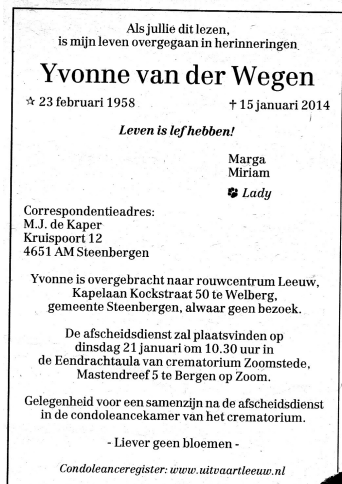 Als jullie dit lezen,
is mijn leven overgegaan in herinneringen
Yvonne van der Wegen
☆ 23 februari 1958 † 15 januari 2014
Leven is lef hebben!
Marga
Miriam
Lady
Correspondentieadres:
M.J. de Kaper
Kruispoort 12
4651 AM Steenbergen
Yvonne is overgebracht naar rouwcentrum Leeuw,
Kapelaan Kockstraat 50 te Welberg,
gemeente Steenbergen, alwaar geen bezoek.
De afscheidsdienst zal plaatsvinden op
dinsdag 21 januari om 10.30 uur in
de Eendrachtaula van crematorium Zoomstede,
Mastendreef 5 te Bergen op Zoom.
Gelegenheid voor een samenzijn na de afscheidsdienst
in de condoleancekamer van het crematorium.
- Liever geen bloemen -
Condoleanceregister: www.uitvaartleeuw.nl